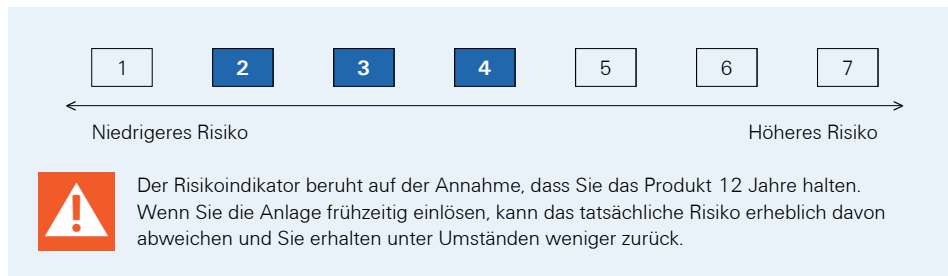 1 2 3 4 5 6 7
Niedrigeres Risiko Höheres Risiko
Der Risikoindikator beruht auf der Annahme, dass Sie das Produkt 12 Jahre halten.
Wenn Sie die Anlage frühzeitig einlösen, kann das tatsächliche Risiko erheblich davon
abweichen und Sie erhalten unter Umständen weniger zurück.